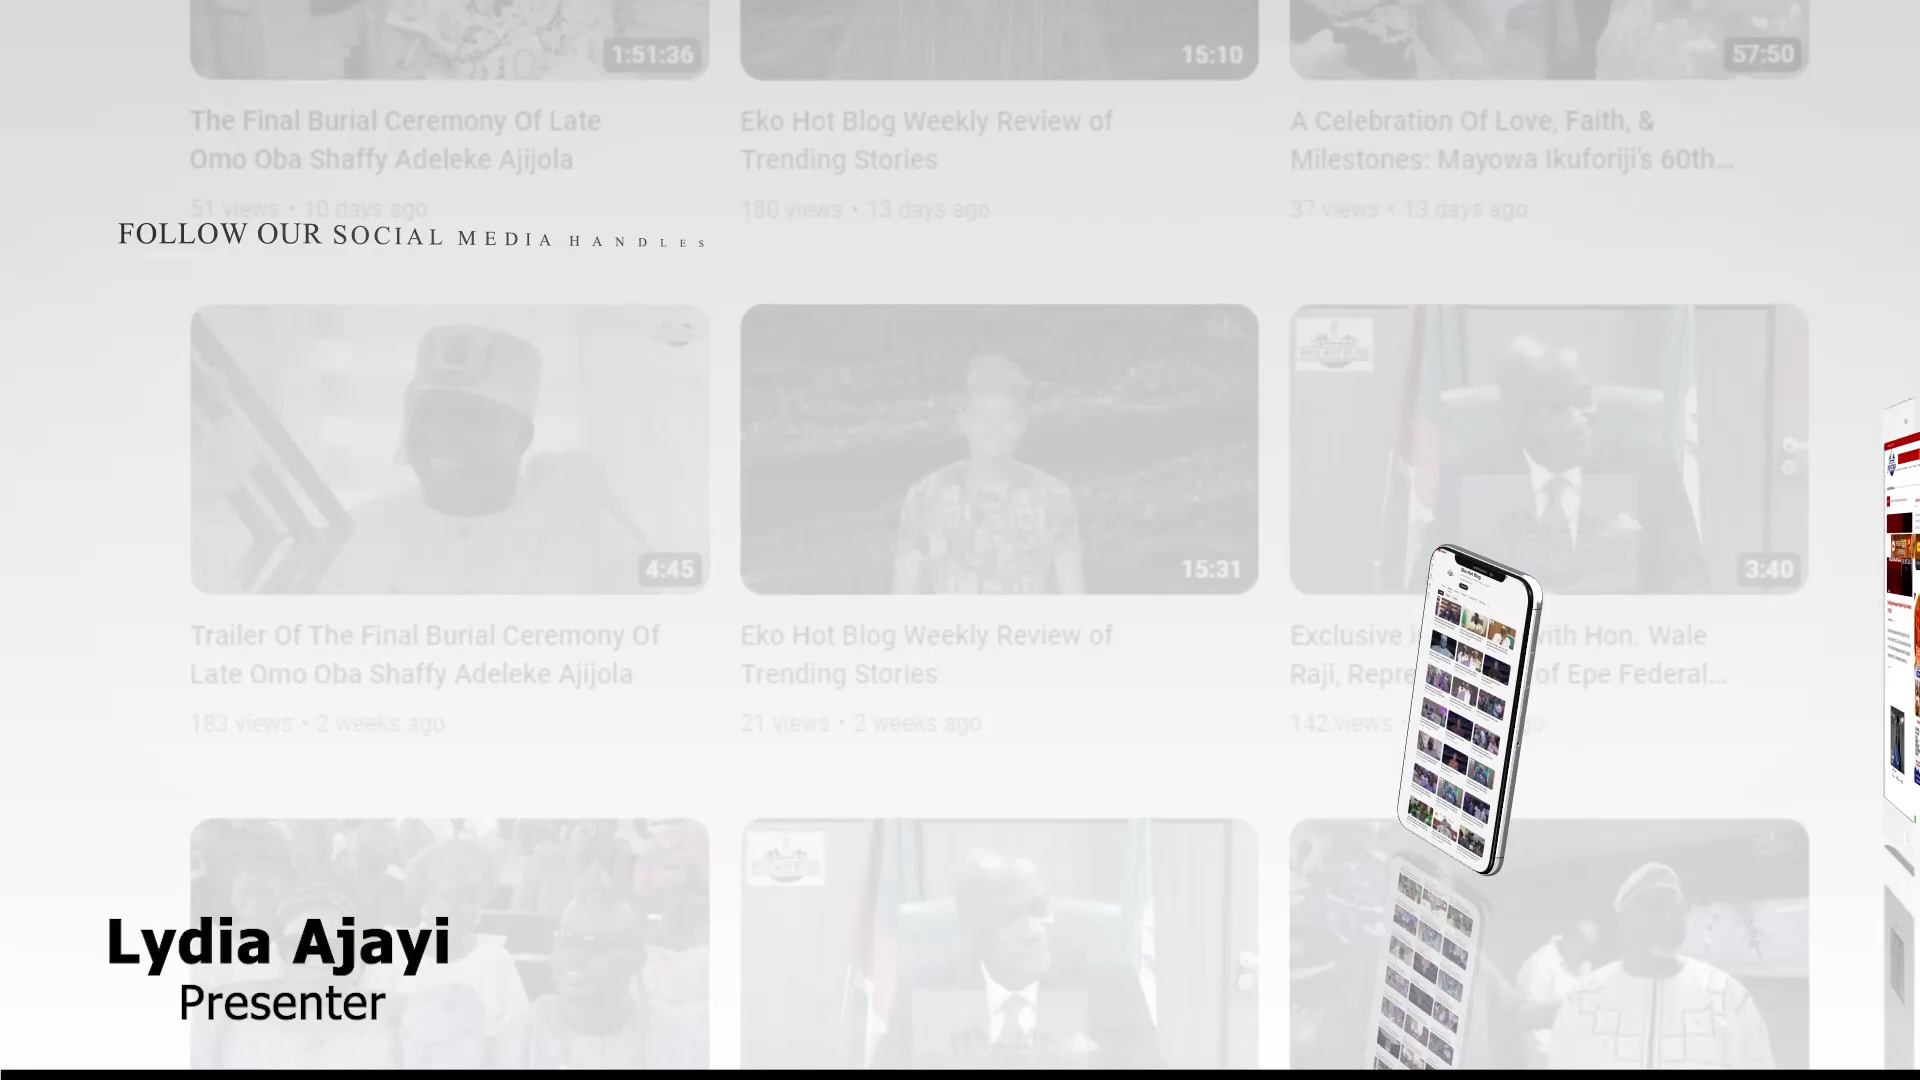 1:51:36
15:10
57:50
The Final Burial Ceremony Of Late
Omo Oba Shaffy Adeleke Ajijola
51 views • 10 days ago
Eko Hot Blog Weekly Review of
Trending Stories
180 views • 13 days ago
A Celebration Of Love, Faith, &
Milestones: Mayowa Ikuforiji's 60th...
37 views • 13 days ago
FOLLOW OUR SOCIAL MEDIA HANDLES
4:45
15:31
3:40
Trailer Of The Final Burial Ceremony Of
Late Omo Oba Shaffy Adeleke Ajijola
183 views • 2 weeks ago
Eko Hot Blog Weekly Review of
Trending Stories
21 views • 2 weeks ago
Exclusive with Hon. Wale
Raji, of Epe Federal...
142 views
Eko Hot Blog
Lydia Ajayi
Presenter